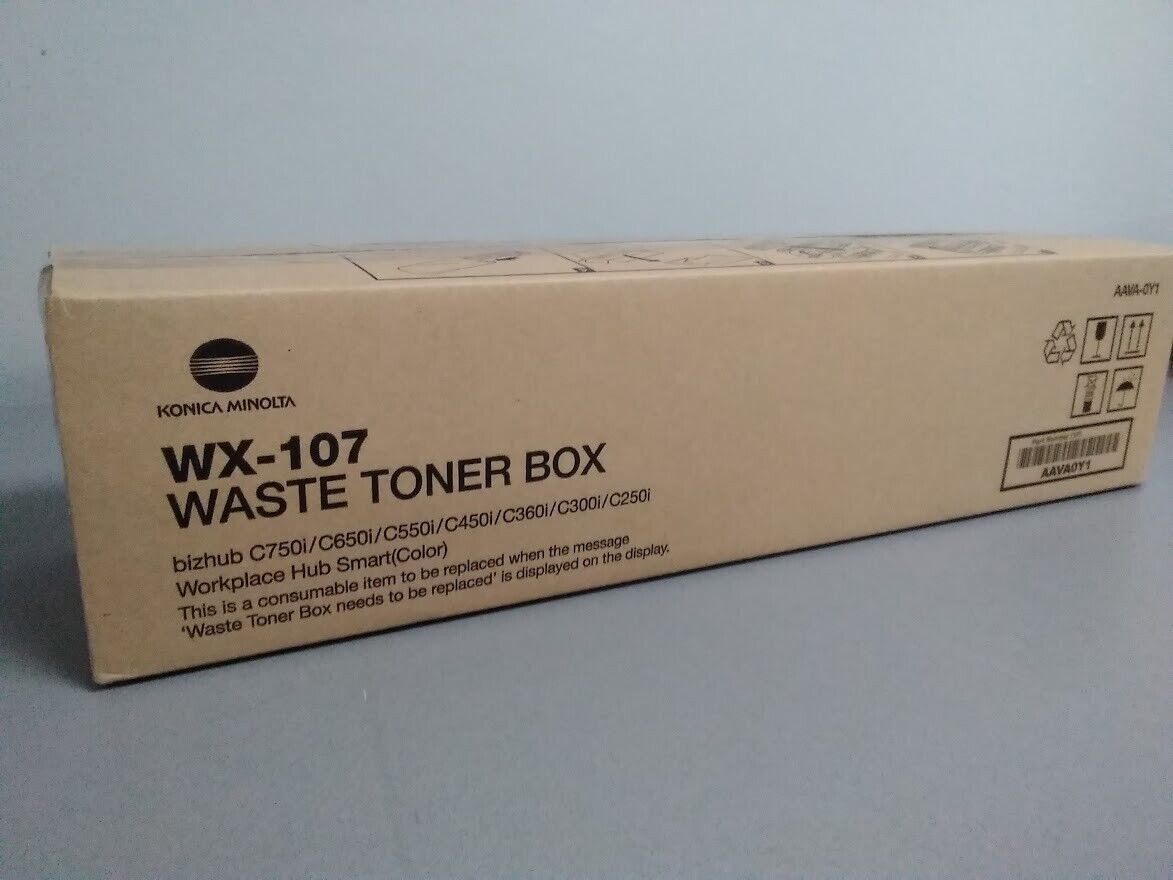 AAVA-0Y1
KONICA MINOLTA
WX-107
WASTE TONER BOX
bizhub C750i/C650i/C550i/C450i/C360i/C300i/C250i
Workplace Hub Smart(Color)
This is a consumable item to be replaced when the message
'Waste Toner Box needs to be replaced' is displayed on the display.
Part Number
AAVA0Y1